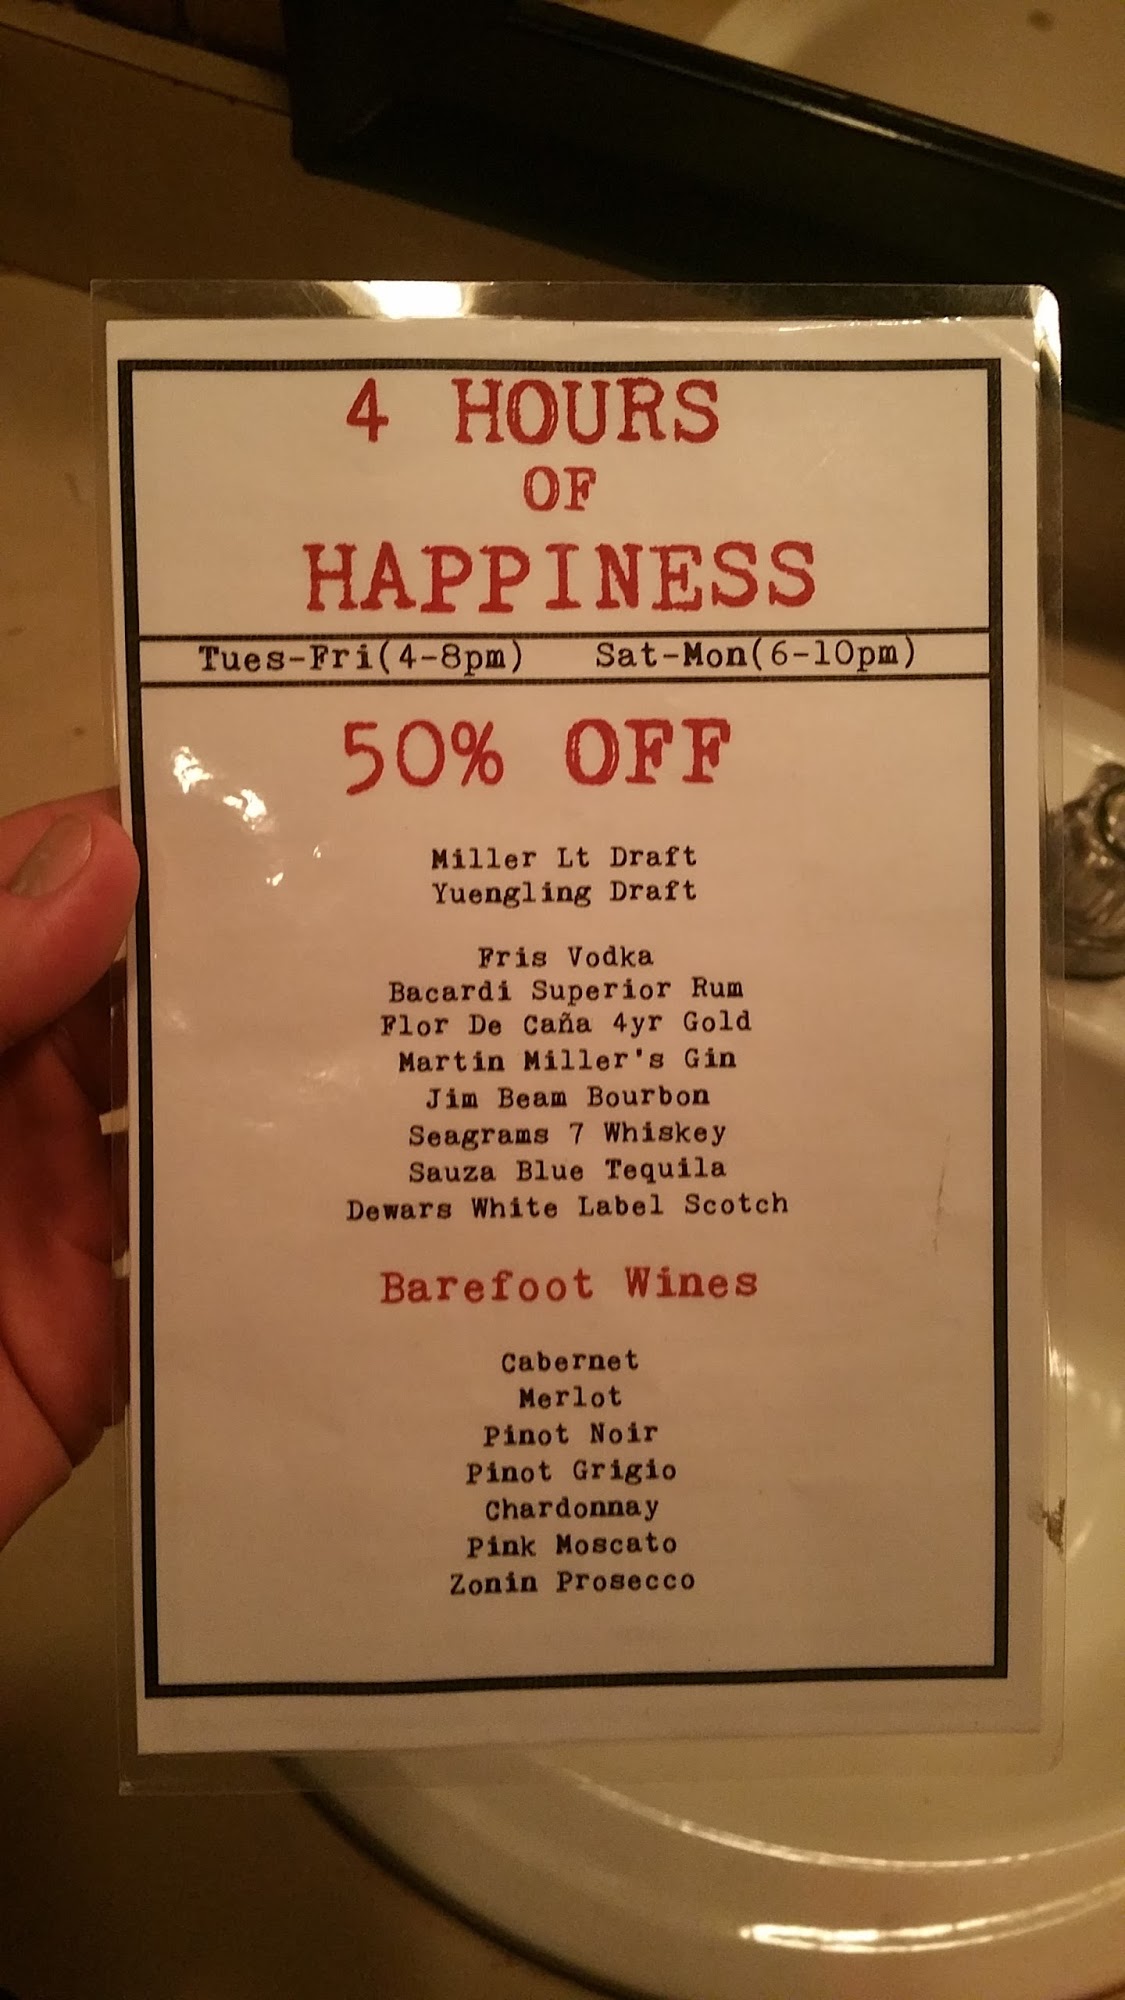 4 HOURS
OF
HAPPINESS
Tues-Fri(4-8pm) Sat-Mon(6-10pm)
50% OFF
Miller Lt Draft
Yuengling Draft
Fris Vodka
Bacardi Superior Rum
Flor De Caña 4yr Gold
Martin Miller's Gin
Jim Beam Bourbon
Seagrams 7 Whiskey
Sauza Blue Tequila
Dewars White Label Scotch
Barefoot Wines
Cabernet
Merlot
Pinot Noir
Pinot Grigio
Chardonnay
Pink Moscato
Zonin Prosecco